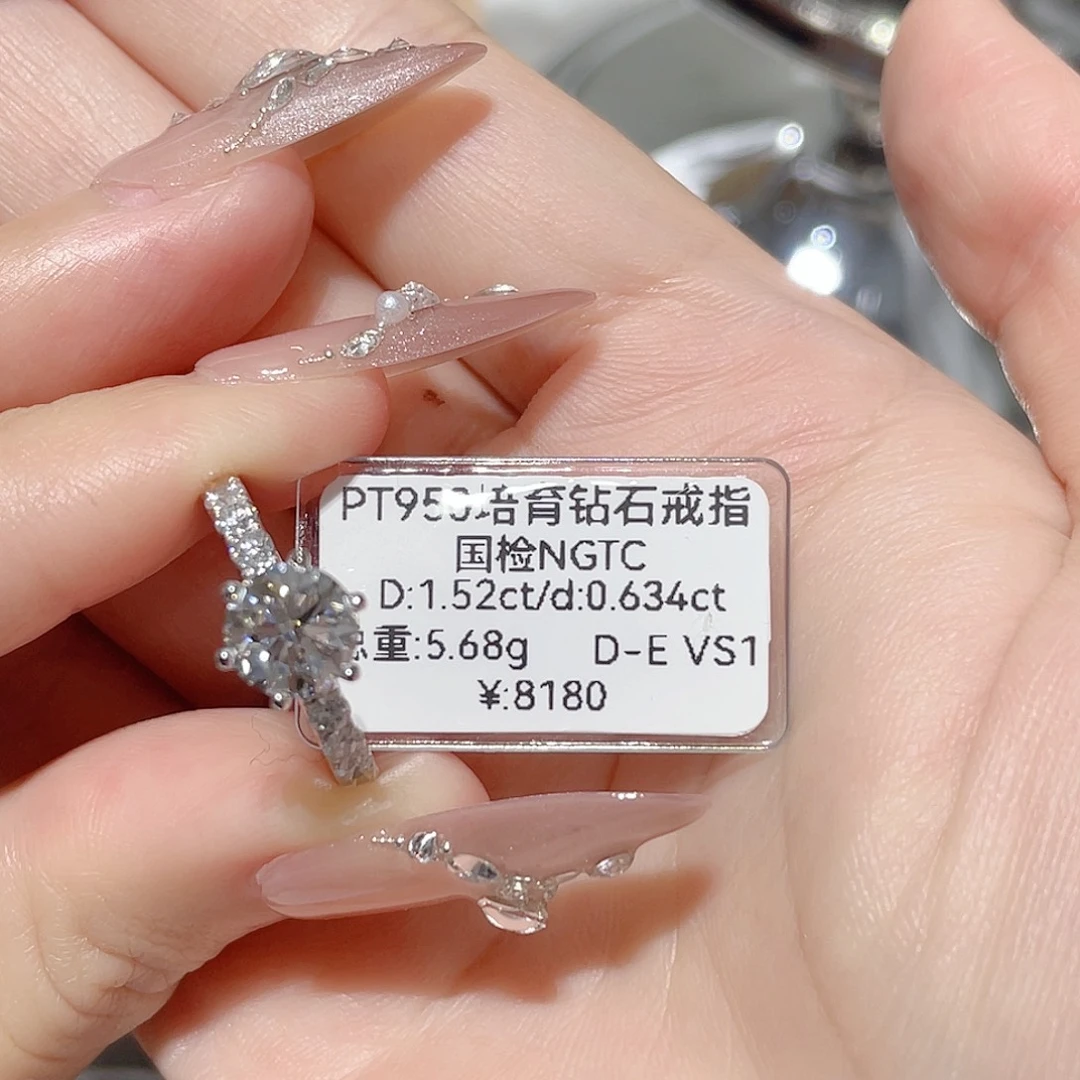 PT950培育钻石戒指
国检NGTC
D:1.52ct/d:0.634ct
重:5.68g D-E VS1
¥:8180